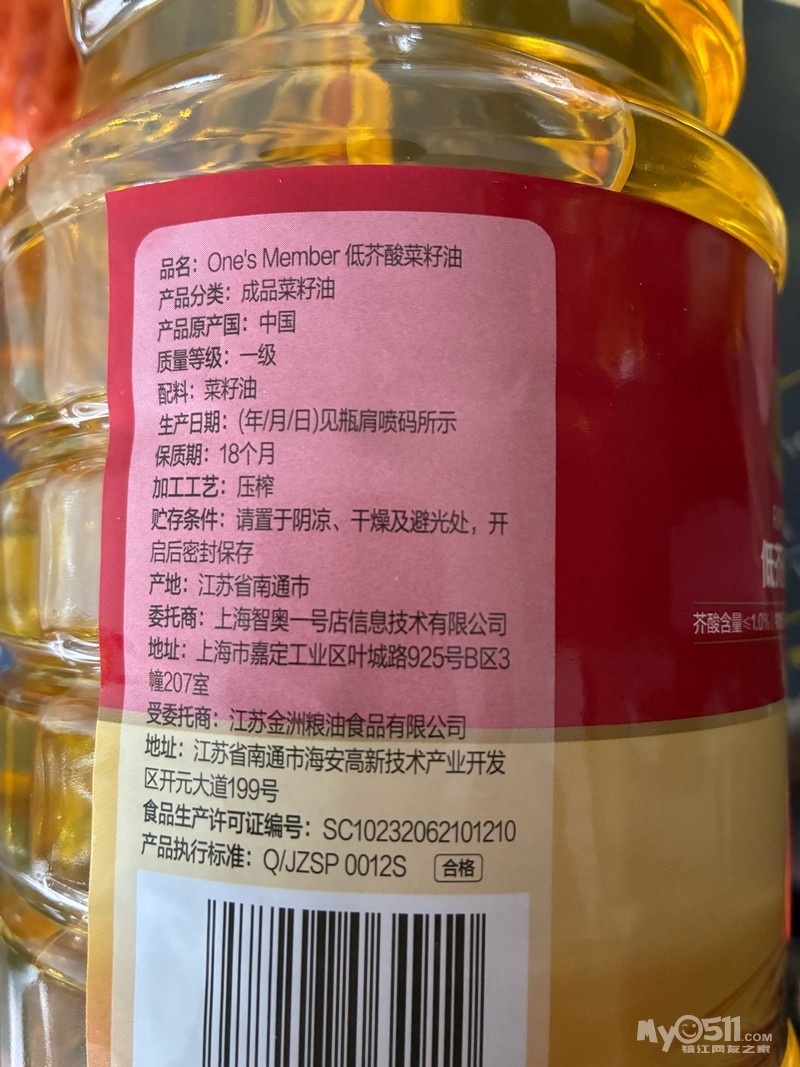 品名：One's Member 低芥酸菜籽油
产品分类：成品菜籽油
产品原产国：中国
质量等级：一级
配料：菜籽油
生产日期：(年/月/日)见瓶肩喷码所示
保质期：18个月
加工工艺：压榨
贮存条件：请置于阴凉、干燥及避光处，开
启后密封保存
产地：江苏省南通市
委托商：上海智奥一号店信息技术有限公司
地址：上海市嘉定工业区叶城路925号B区3
幢207室
受委托商：江苏金洲粮油食品有限公司
地址：江苏省南通市海安高新技术产业开发
区开元大道199号
食品生产许可证编号：SC10232062101210
产品执行标准：Q/JZSP 0012S 合格
低芥
芥酸含量≤1.0%
My0511.COM
镇江网友之家